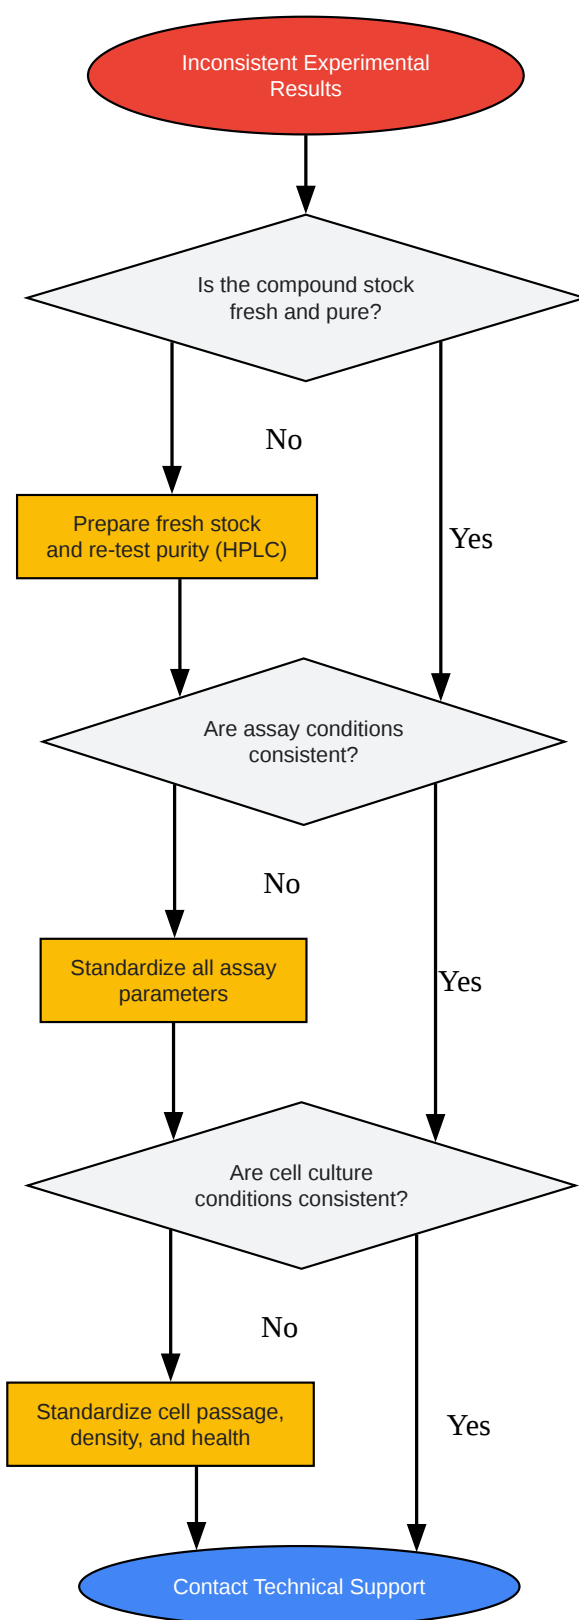 Inconsistent Experimental
Results
Is the compound stock
fresh and pure?
No
Prepare fresh stock
and re-test purity (HPLC)
Yes
Are assay conditions
consistent?
No
Standardize all assay
parameters
Yes
Are cell culture
conditions consistent?
No
Standardize cell passage,
density, and health
Yes
Contact Technical Support